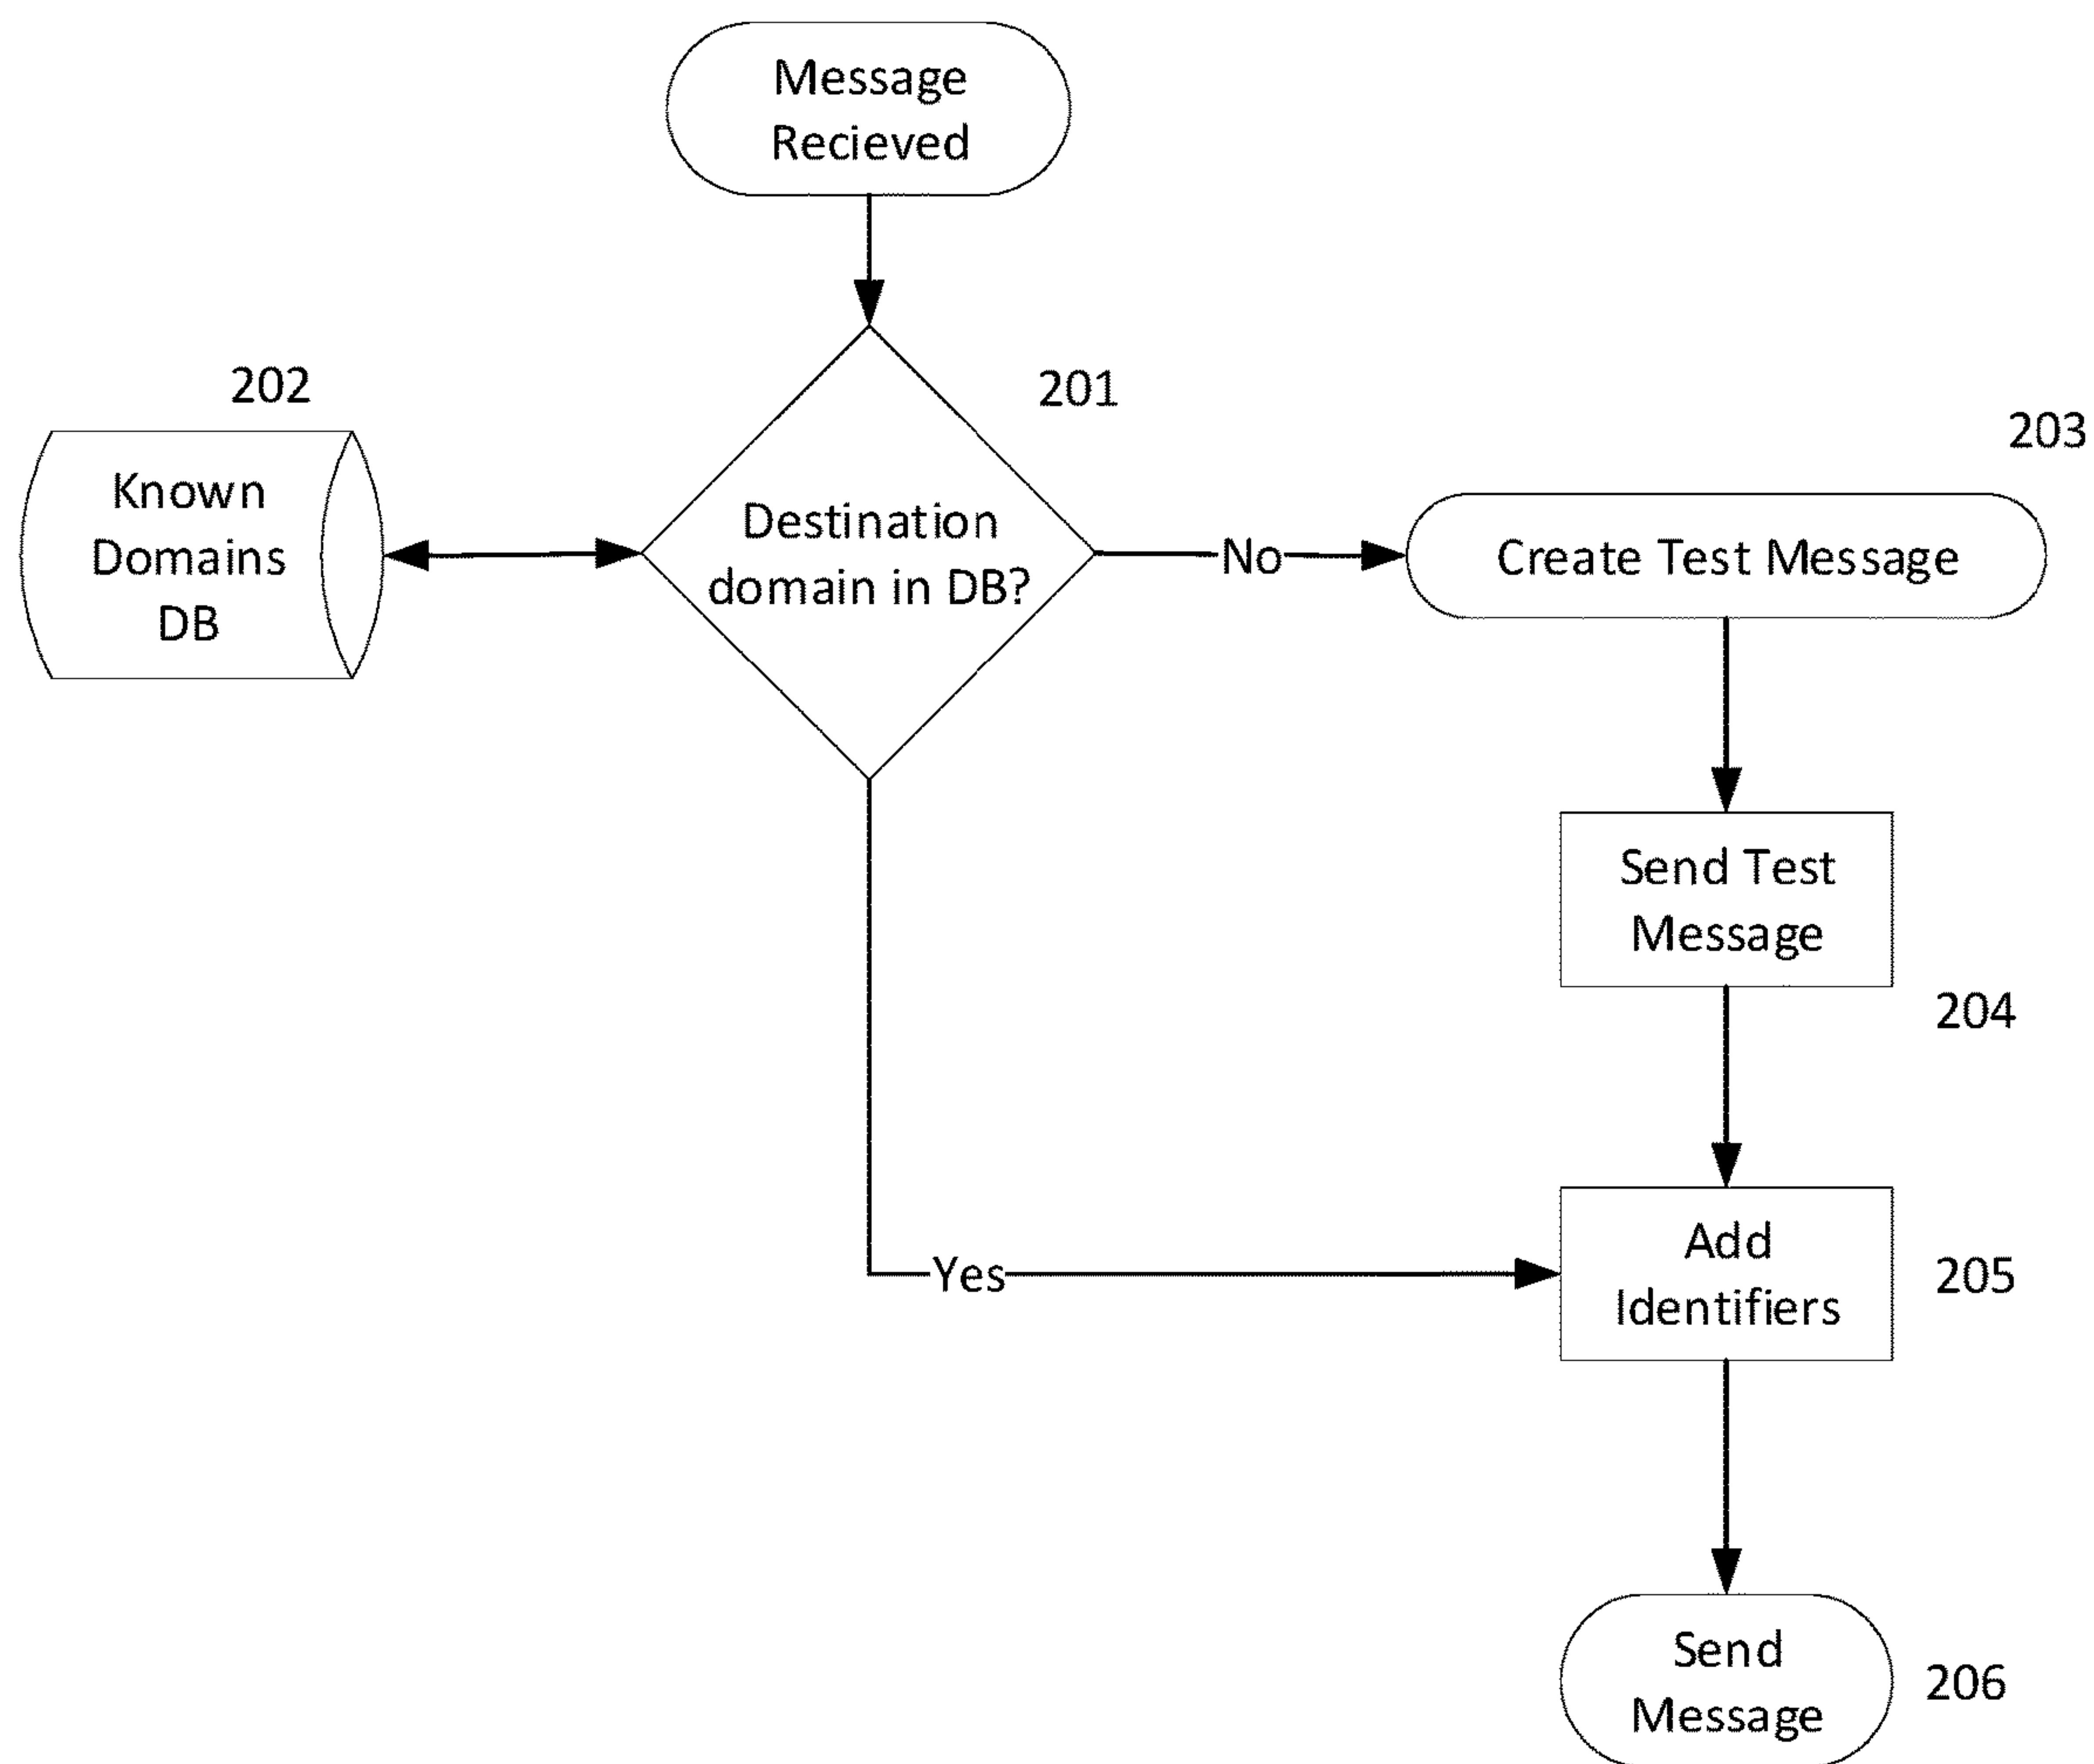 Message
Recieved
201
202
Known
Domains
DB
Destination
domain in DB?
No
203
Create Test Message
Send Test
Message
204
Yes
Add
Identifiers
205
Send
Message
206